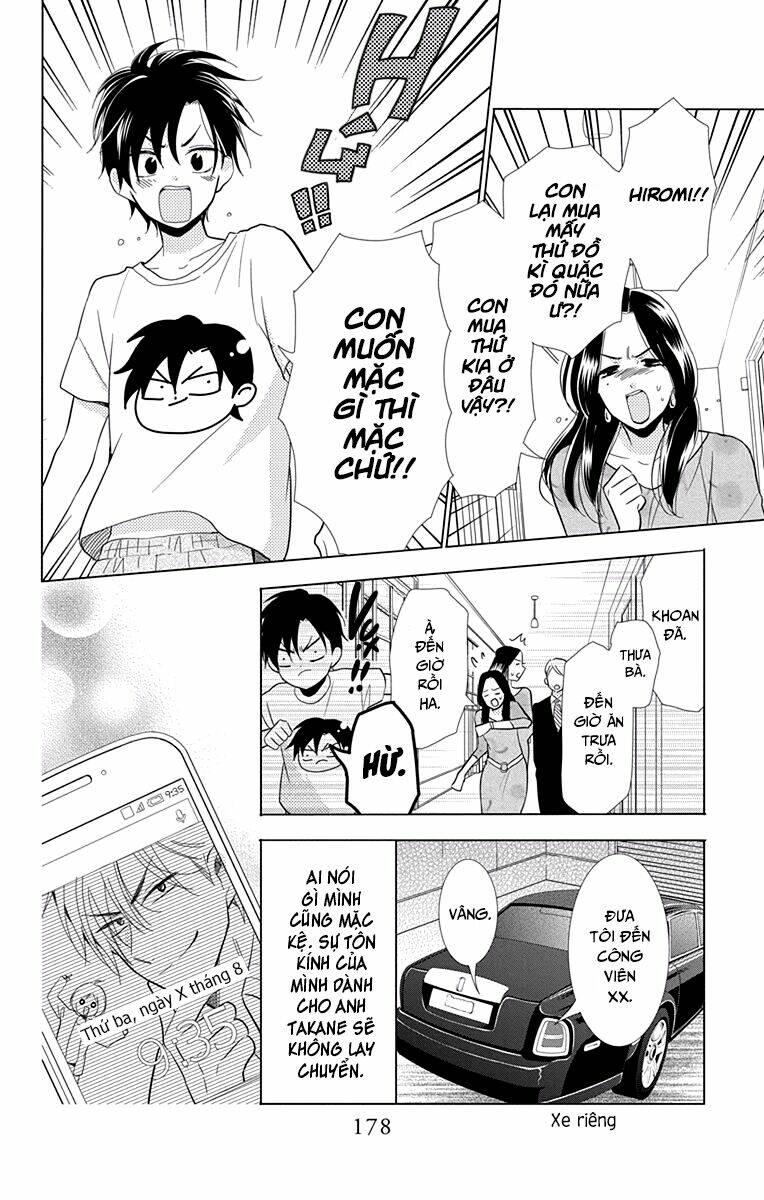 HIROMI!!
CON
LẠI MUA
MẤY
THỨ ĐỒ
KÌ QUẶC
ĐÓ NỮA
Ư?!
CON
MUA
THỨ
KIA Ở
ĐÂU
VẬY?!
CON
MUỐN
MẶC
GÌ THÌ
MẶC
CHỨ!!
KHOAN
ĐÃ.
THƯA
BÀ.
ĐẾN
GIỜ ĂN
TRƯA
RỒI.
À,
ĐẾN
GIỜ
RỒI
HA.
HỪ.
ĐƯA
TÔI ĐẾN
CÔNG
VIÊN
XX.
VÂNG.
Xe riêng
AI NÓI
GÌ MÌNH
CŨNG MẶC
KỆ. SỰ TÔN
KÍNH CỦA
MÌNH DÀNH
CHO ANH
TAKANE SẼ
KHÔNG LAY
CHUYỂN.
9:35
Thứ ba, ngày X tháng 8
9:35
178